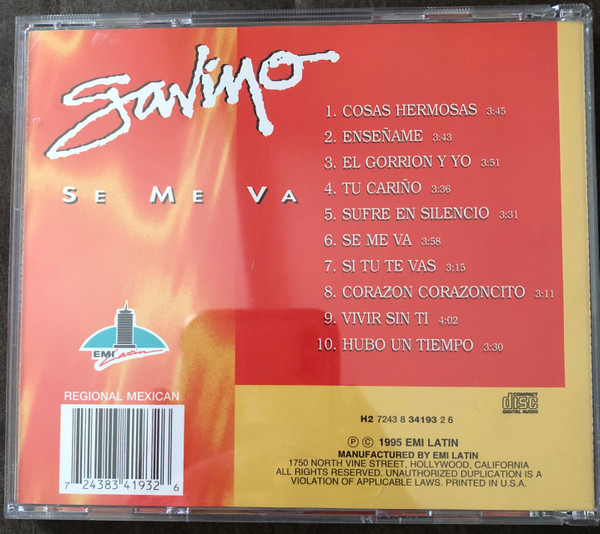 Gavino
SE ME VA
1. COSAS HERMOSAS 3:45
2. ENSEÑAME 3:43
3. EL GORRION Y YO 3:51
4. TU CARIÑO 3:36
5. SUFRE EN SILENCIO 3:31
6. SE ME VA 3:58
7. SI TU TE VAS 3:15
8. CORAZON CORAZONCITO 3:11
9. VIVIR SIN TI 4:02
10. HUBO UN TIEMPO 3:30
EMI
Latin
REGIONAL MEXICAN
7 24383 41932 6
COMPACT
disc
DIGITAL AUDIO
H2 7243 8 34193 2 6
Ⓟ © 1995 EMI LATIN
MANUFACTURED BY EMI LATIN
1750 NORTH VINE STREET, HOLLYWOOD, CALIFORNIA
ALL RIGHTS RESERVED. UNAUTHORIZED DUPLICATION IS A
VIOLATION OF APPLICABLE LAWS. PRINTED IN U.S.A.